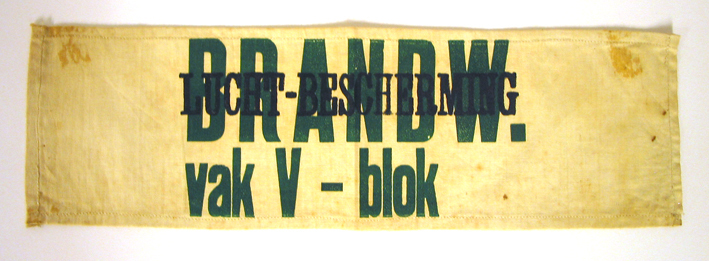 BRANDW.
LUCHT-BESCHERMING
vak V - blok